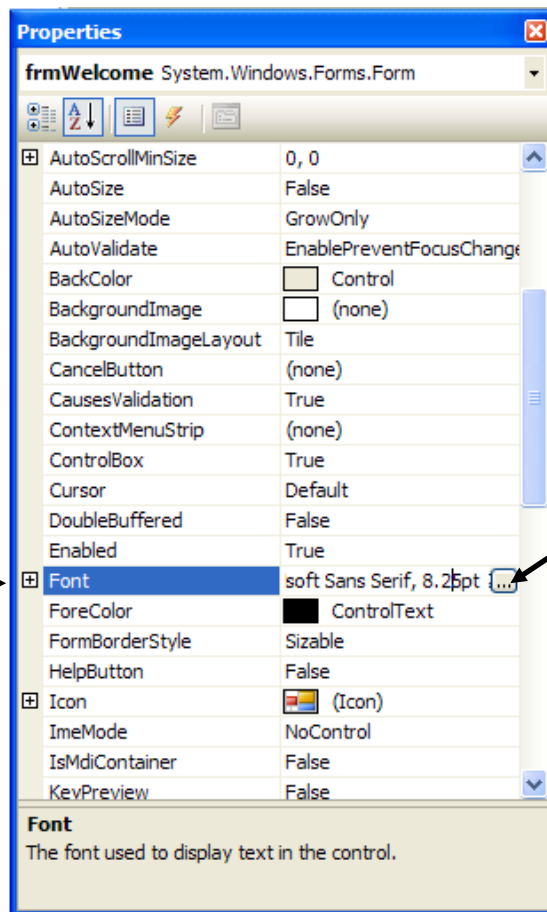 Properties
frmWelcome System.Windows.Forms.Form
AutoScrollMinSize 0, 0
AutoSize False
AutoSizeMode GrowOnly
AutoValidate EnablePreventFocusChange
BackColor Control
BackgroundImage (none)
BackgroundImageLayout Tile
CancelButton (none)
CausesValidation True
ContextMenuStrip (none)
ControlBox True
Cursor Default
DoubleBuffered False
Enabled True
Font soft Sans Serif, 8.25pt ...
ForeColor ControlText
FormBorderStyle Sizable
HelpButton False
Icon (Icon)
ImeMode NoControl
IsMdiContainer False
KeyPreview False
Font
The font used to display text in the control.